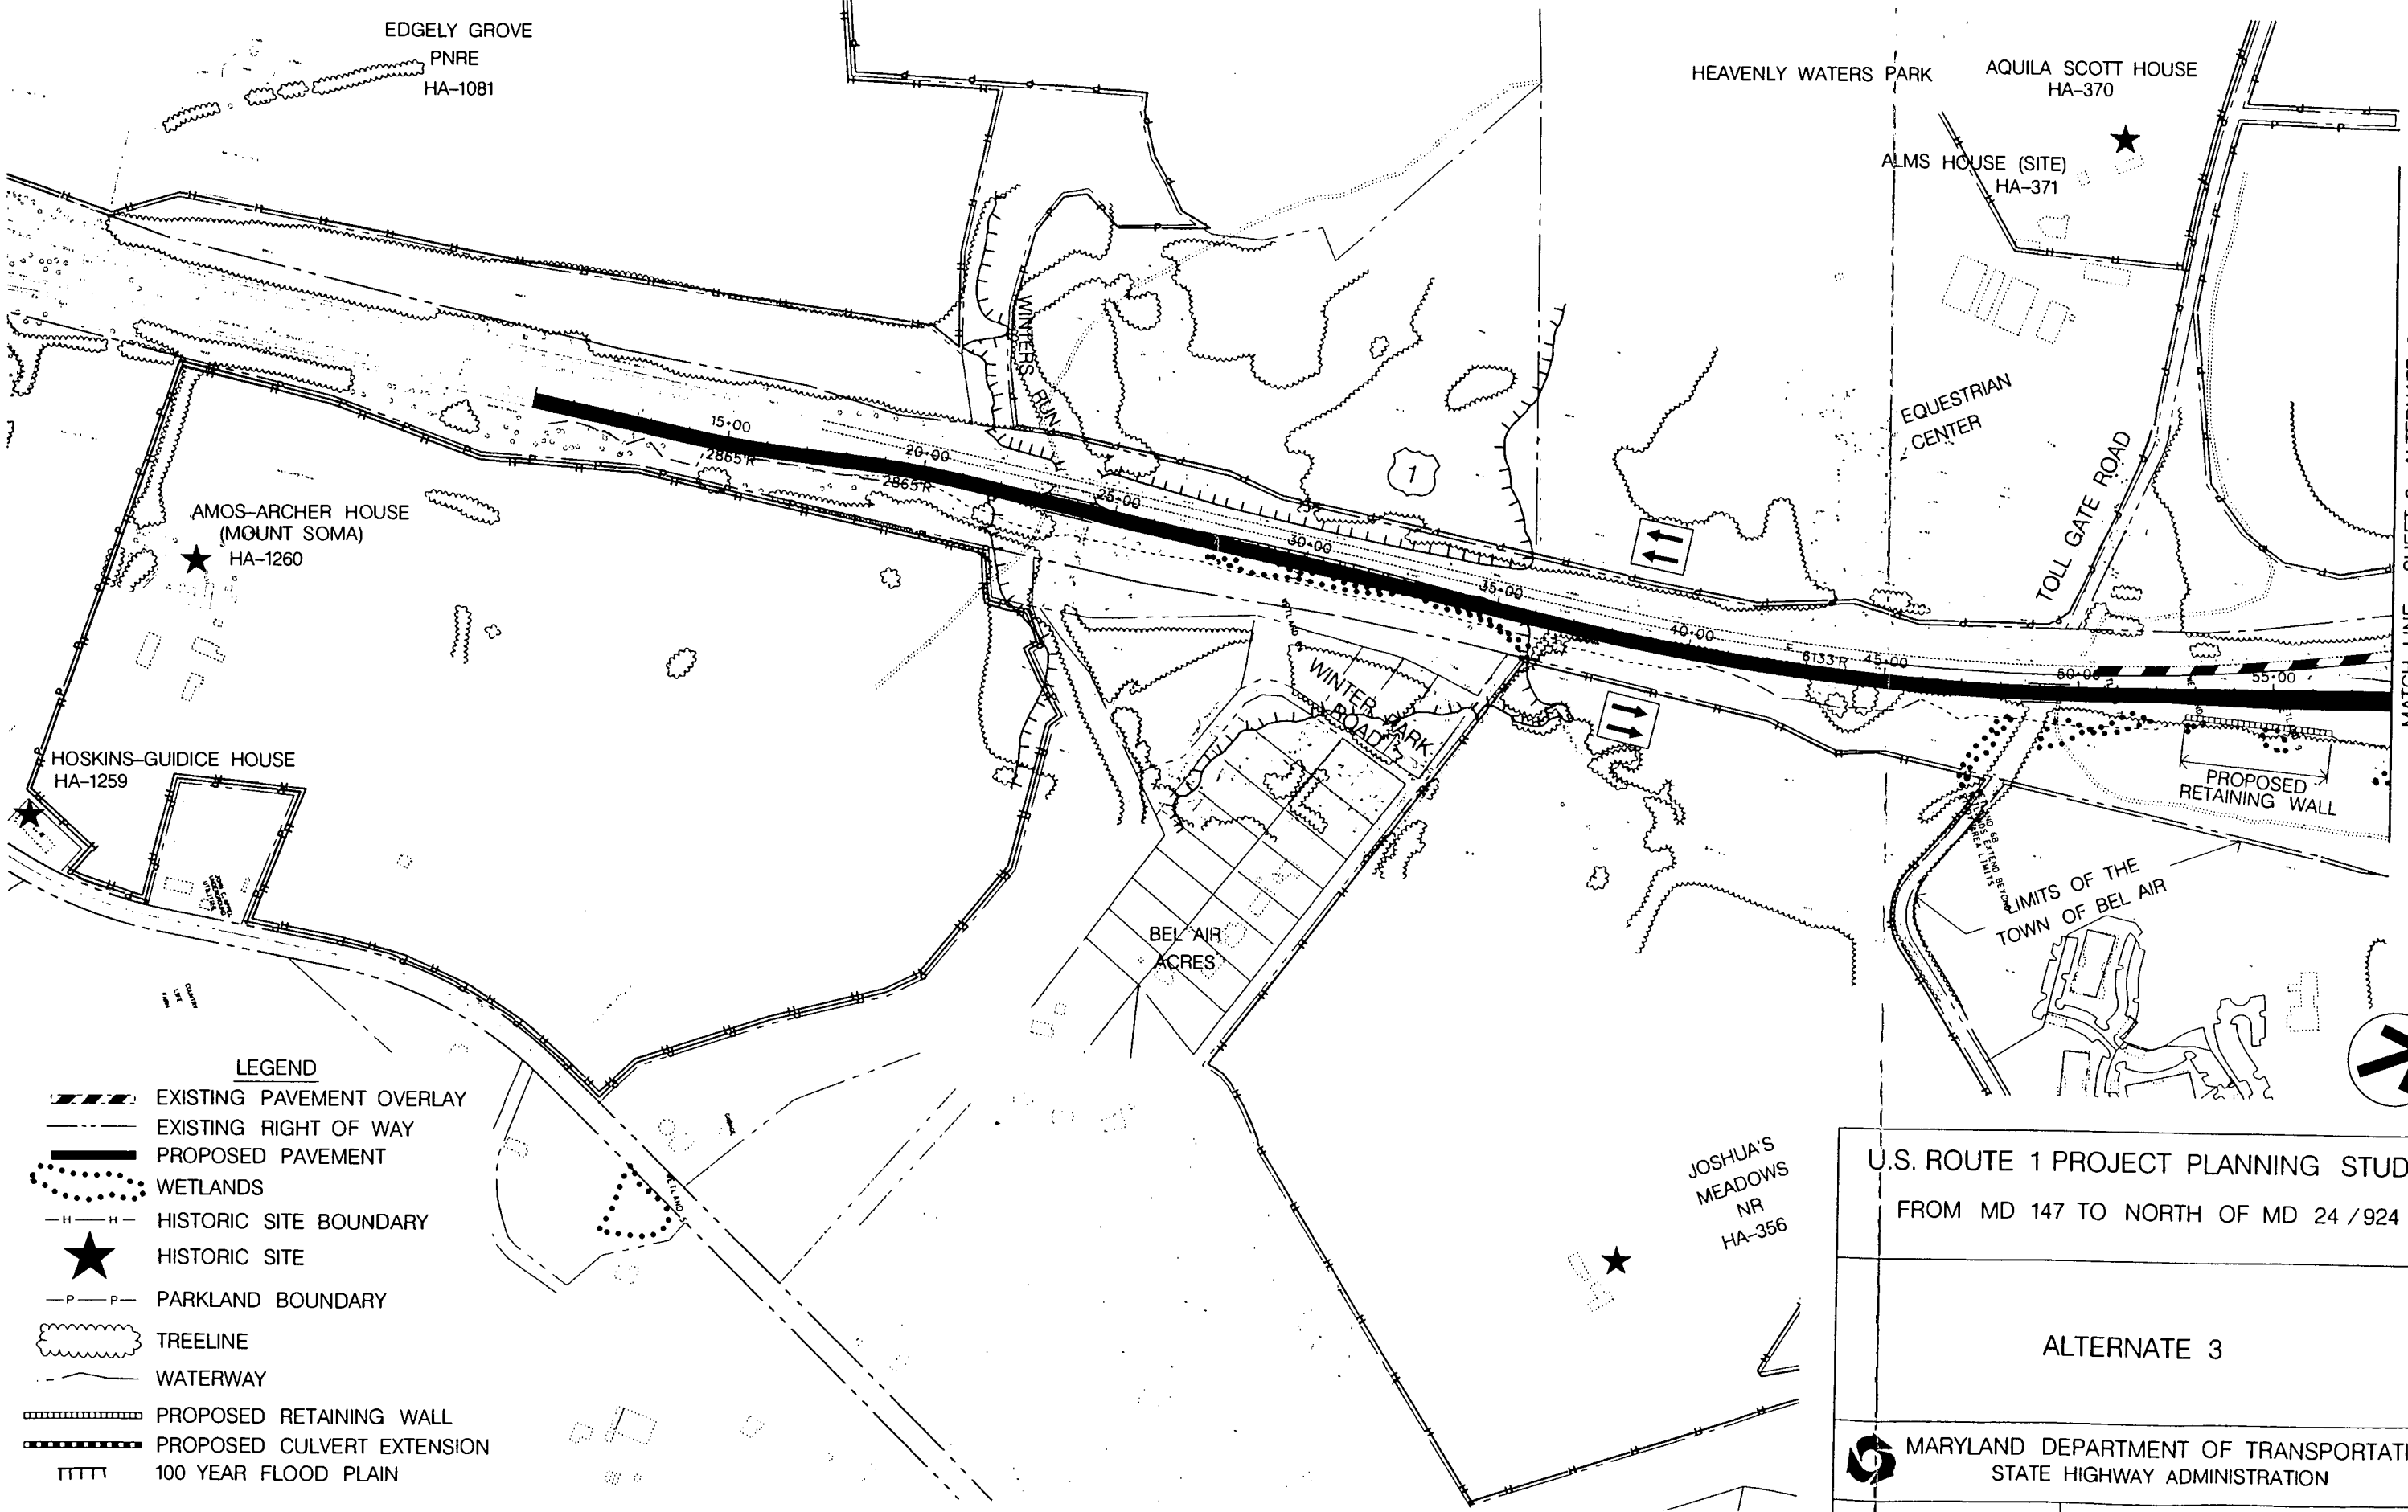 EDGELY GROVE
PNRE
HA-1081
HEAVENLY WATERS PARK
AQUILA SCOTT HOUSE
HA-370
ALMS HOUSE (SITE)
HA-371
WINTERS RUN
1
EQUESTRIAN
CENTER
TOLL GATE ROAD
15+00
2865'R
20+00
2865'R
25+00
30+00
35+00
40+00
6133'R
45+00
50+00
55+00
AMOS-ARCHER HOUSE
(MOUNT SOMA)
HA-1260
WINTER PARK
ROAD
HOSKINS-GUIDICE HOUSE
HA-1259
PROPOSED
RETAINING WALL
LIMITS OF THE
TOWN OF BEL AIR
BEL AIR
ACRES
COUNTRY
LIFE
FARM
WETLAND 5
JOSHUA'S
MEADOWS
NR
HA-356
LEGEND
EXISTING PAVEMENT OVERLAY
EXISTING RIGHT OF WAY
PROPOSED PAVEMENT
WETLANDS
HISTORIC SITE BOUNDARY
HISTORIC SITE
PARKLAND BOUNDARY
TREELINE
WATERWAY
PROPOSED RETAINING WALL
PROPOSED CULVERT EXTENSION
100 YEAR FLOOD PLAIN
U.S. ROUTE 1 PROJECT PLANNING STUD
FROM MD 147 TO NORTH OF MD 24 / 924
ALTERNATE 3
MARYLAND DEPARTMENT OF TRANSPORTATI
STATE HIGHWAY ADMINISTRATION